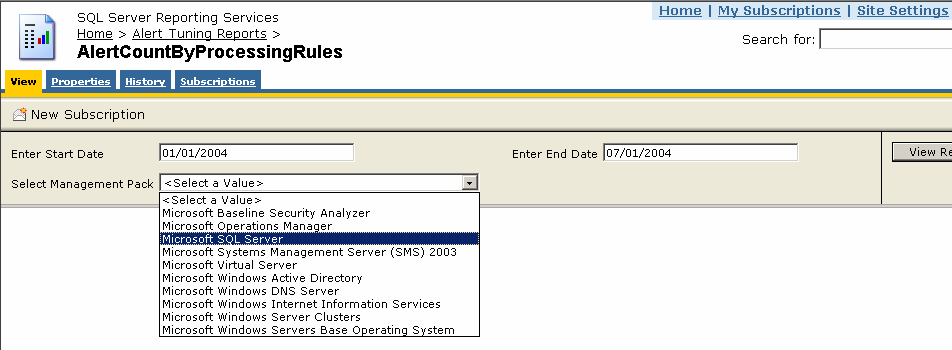 SQL Server Reporting Services
Home > Alert Tuning Reports >
AlertCountByProcessingRules
Home | My Subscriptions | Site Settings
Search for:
View Properties History Subscriptions
New Subscription
Enter Start Date 01/01/2004 Enter End Date 07/01/2004 View Re
Select Management Pack <Select a Value>
<Select a Value>
Microsoft Baseline Security Analyzer
Microsoft Operations Manager
Microsoft SQL Server
Microsoft Systems Management Server (SMS) 2003
Microsoft Virtual Server
Microsoft Windows Active Directory
Microsoft Windows DNS Server
Microsoft Windows Internet Information Services
Microsoft Windows Server Clusters
Microsoft Windows Servers Base Operating System